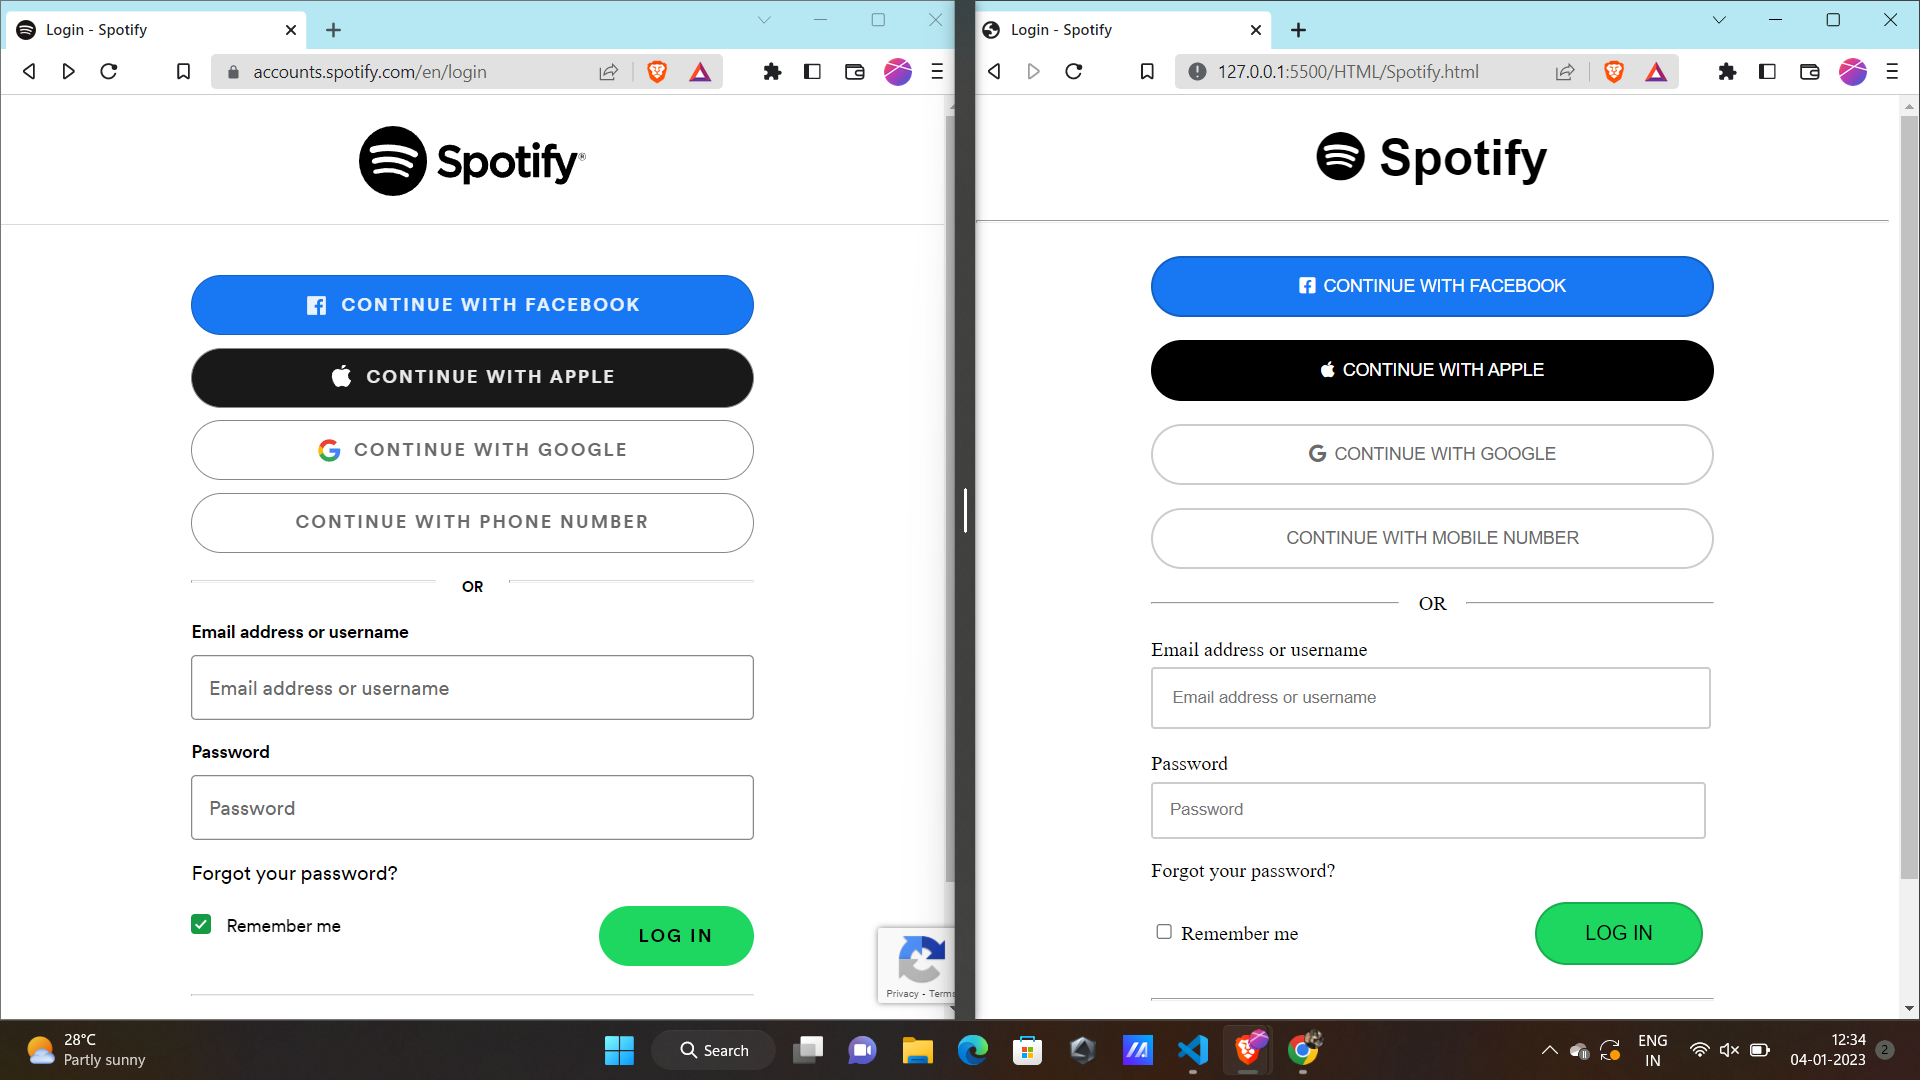 Login - Spotify
accounts.spotify.com/en/login
Spotify®
CONTINUE WITH FACEBOOK
CONTINUE WITH APPLE
CONTINUE WITH GOOGLE
CONTINUE WITH PHONE NUMBER
OR
Email address or username
Email address or username
Password
Password
Forgot your password?
Remember me
LOG IN
Privacy - Terms
Login - Spotify
127.0.0.1:5500/HTML/Spotify.html
Spotify
CONTINUE WITH FACEBOOK
CONTINUE WITH APPLE
CONTINUE WITH GOOGLE
CONTINUE WITH MOBILE NUMBER
OR
Email address or username
Email address or username
Password
Password
Forgot your password?
Remember me
LOG IN
28°C
Partly sunny
Search
ENG
IN
12:34
04-01-2023
2